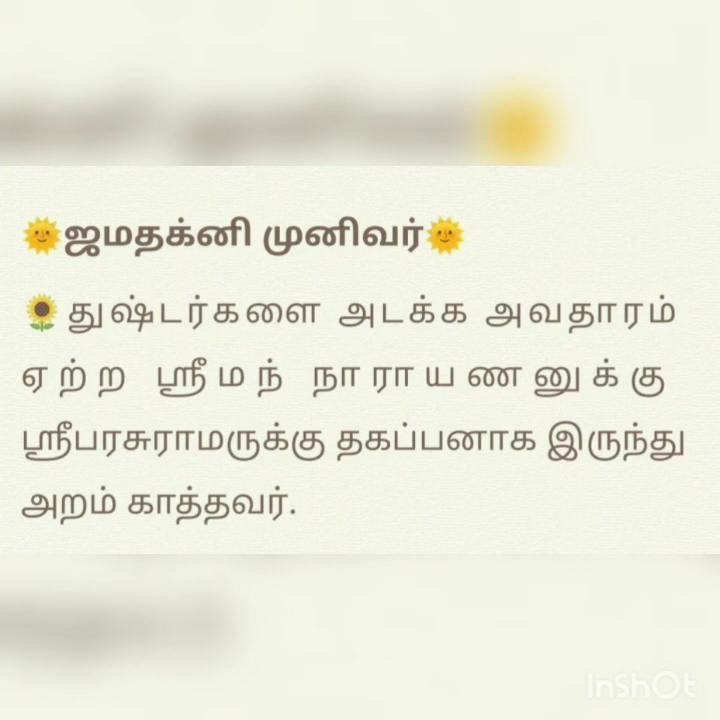 🌞ஜமதக்னி முனிவர்🌞
🌻துஷ்டர்களை அடக்க அவதாரம்
ஏற்ற ஸ்ரீமந் நாராயணனுக்கு
ஸ்ரீபரசுராமருக்கு தகப்பனாக இருந்து
அறம் காத்தவர்.
InShOt